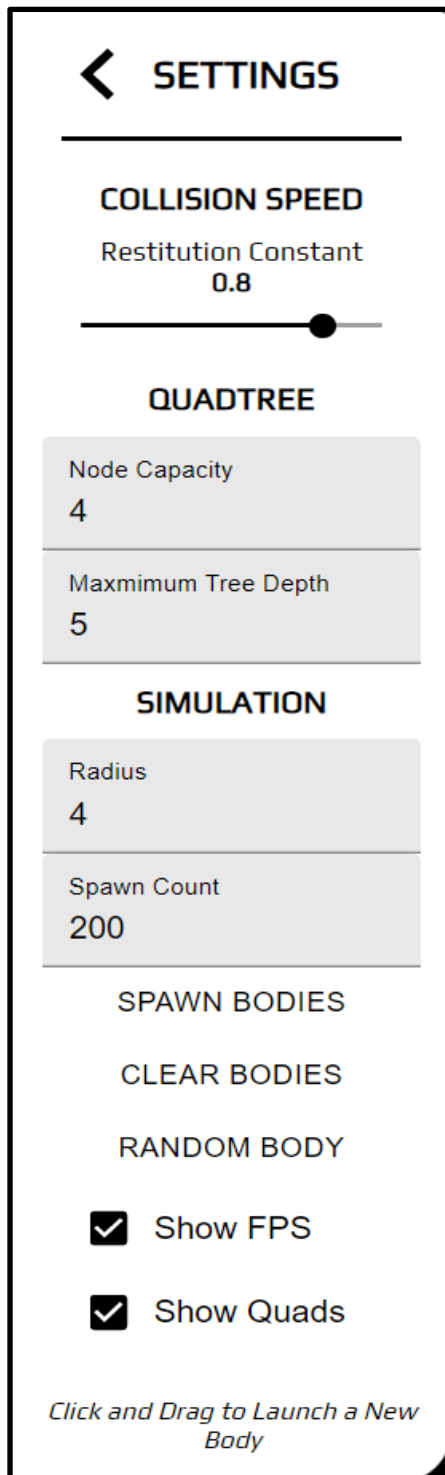 SETTINGS
COLLISION SPEED
Restitution Constant
0.8
QUADTREE
Node Capacity
4
Maxmimum Tree Depth
5
SIMULATION
Radius
4
Spawn Count
200
SPAWN BODIES
CLEAR BODIES
RANDOM BODY
Show FPS
Show Quads
Click and Drag to Launch a New
Body